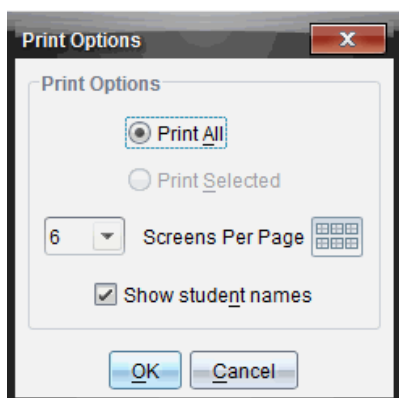 Print Options
Print Options
Print All
Print Selected
6 Screens Per Page
Show student names
OK Cancel